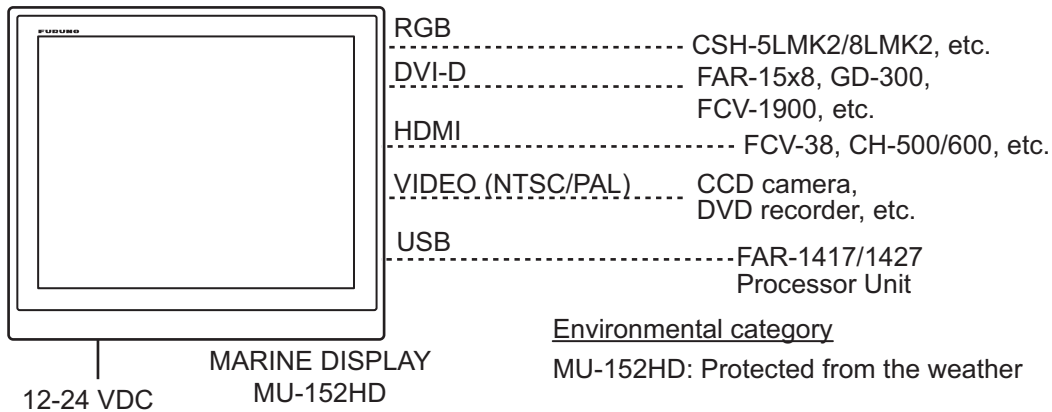 FURUNO
RGB
CSH-5LMK2/8LMK2, etc.
DVI-D
FAR-15x8, GD-300,
FCV-1900, etc.
HDMI
FCV-38, CH-500/600, etc.
VIDEO (NTSC/PAL)
CCD camera,
DVD recorder, etc.
USB
FAR-1417/1427
Processor Unit
Environmental category
MU-152HD: Protected from the weather
MARINE DISPLAY
MU-152HD
12-24 VDC